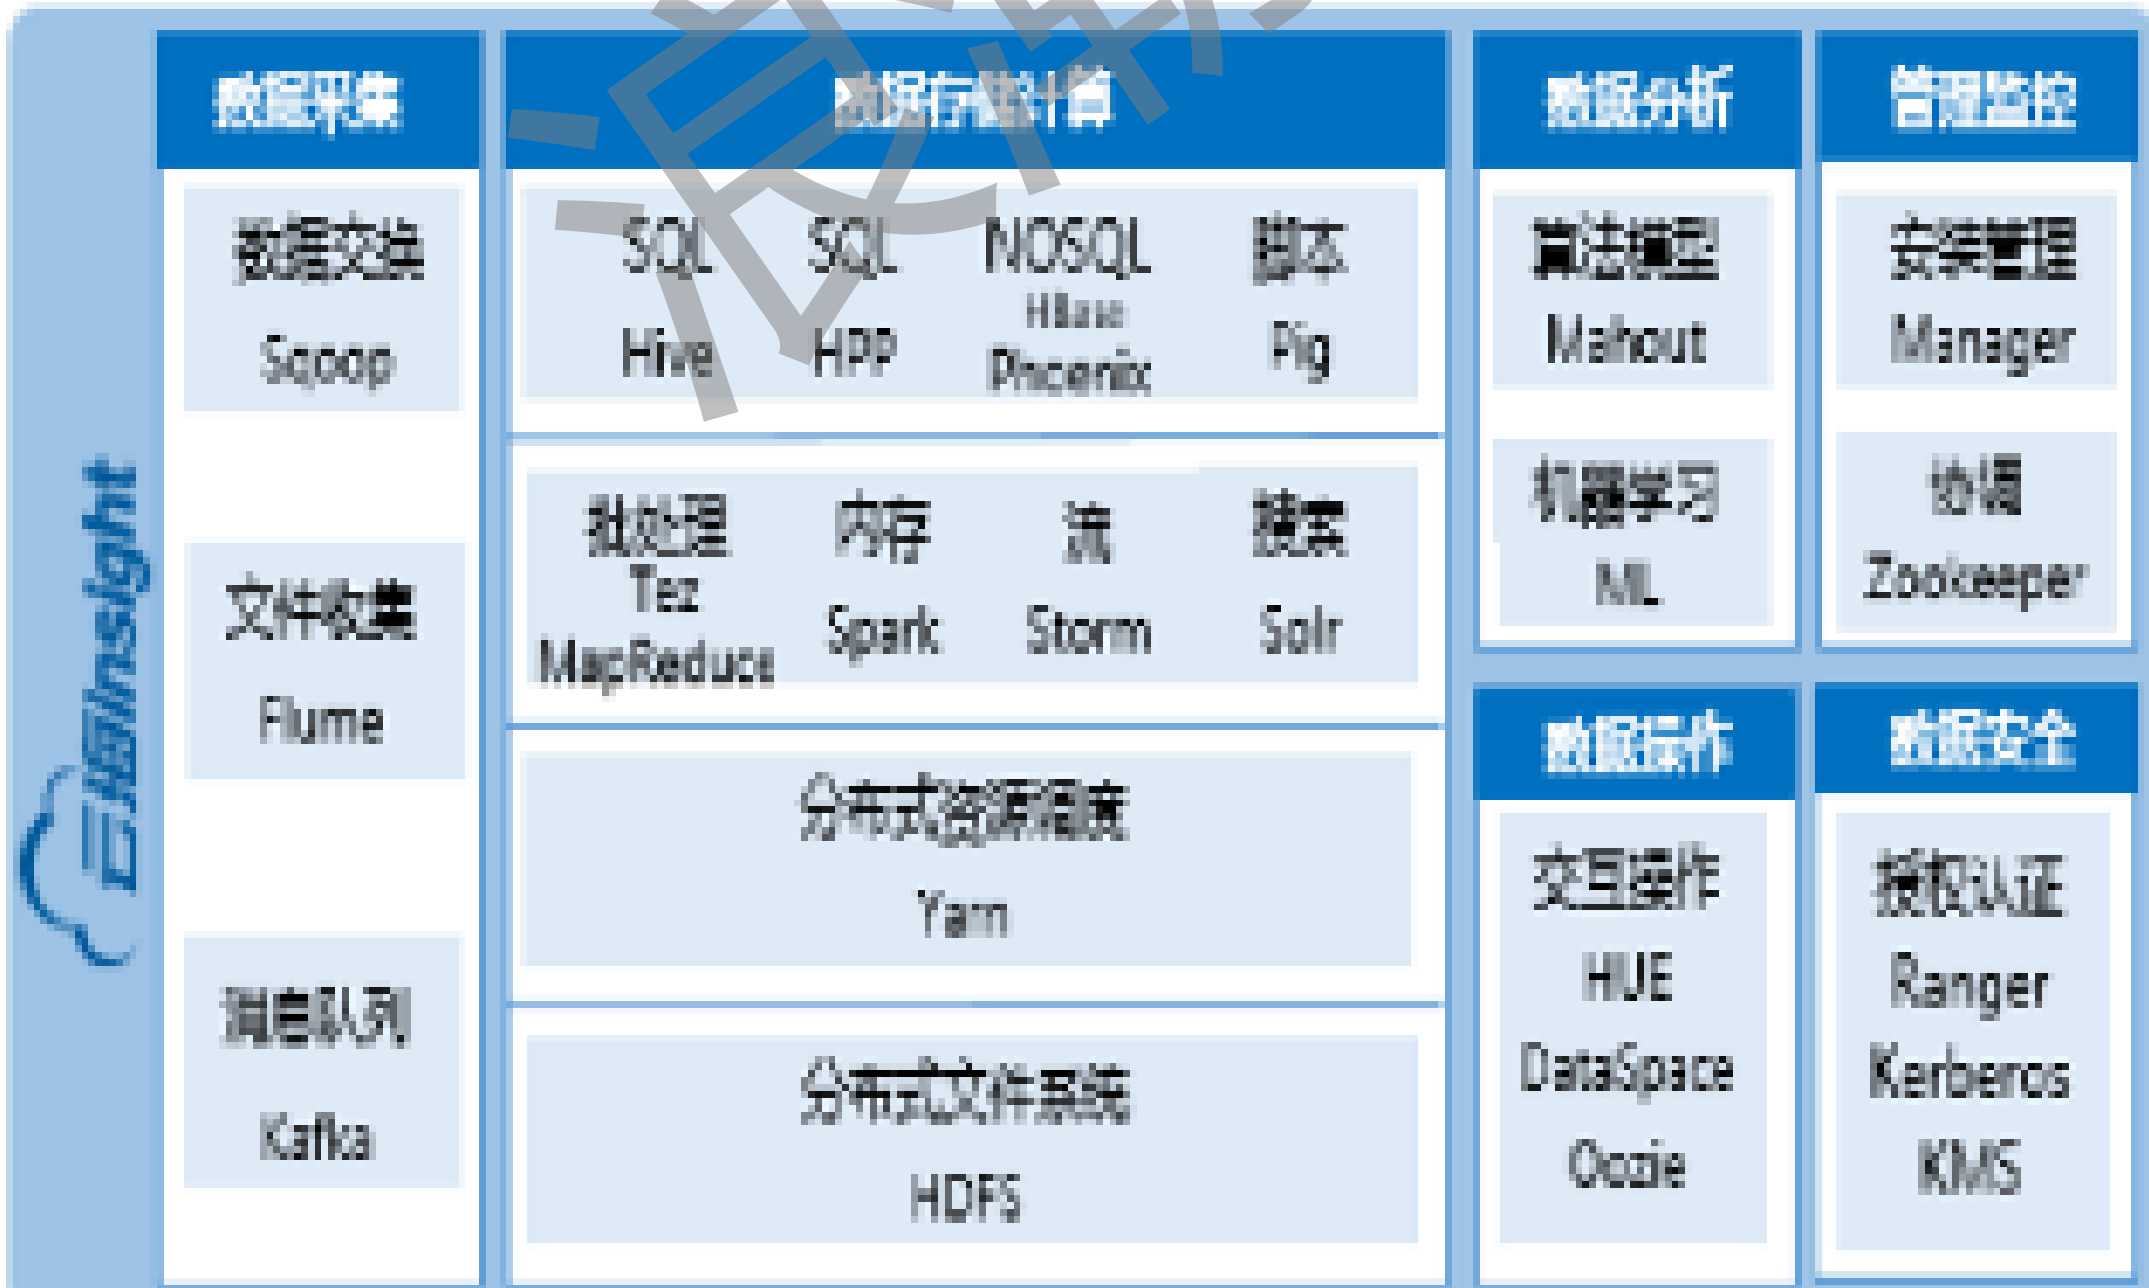 云海Insight
数据采集
数据交换
Sqoop
文件收集
Flume
消息队列
Kafka
数据存储计算
SQL SQL NOSQL 脚本
Hive HPP HBase Phoenix Pig
批处理 内存 流 搜索
Tez MapReduce Spark Storm Solr
分布式资源调度
Yarn
分布式文件系统
HDFS
数据分析
算法模型
Mahout
机器学习
ML
管理监控
安装管理
Manager
协调
Zookeeper
数据操作
交互操作
HUE
DataSpace
Oozie
数据安全
授权认证
Ranger
Kerberos
KMS
浪